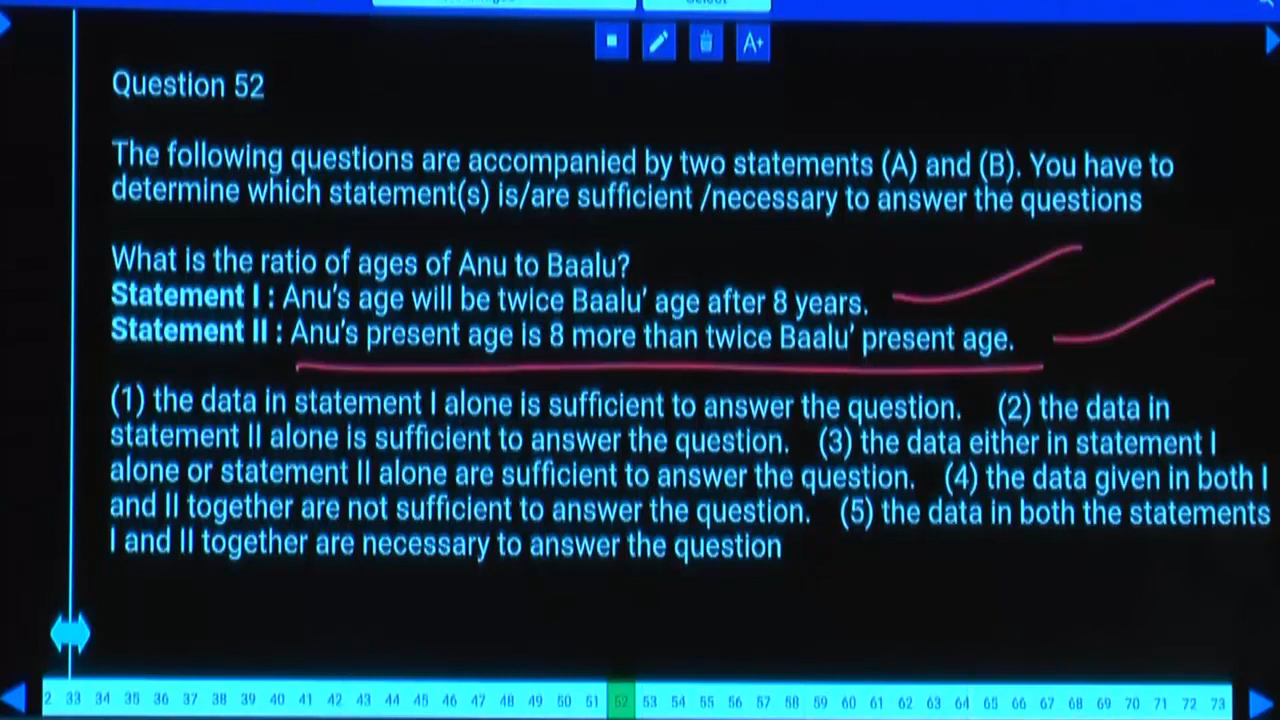 A+
Question 52
The following questions are accompanied by two statements (A) and (B). You have to
determine which statement(s) is/are sufficient /necessary to answer the questions
What is the ratio of ages of Anu to Baalu?
Statement I : Anu's age will be twice Baalu' age after 8 years.
Statement II : Anu's present age is 8 more than twice Baalu' present age.
(1) the data in statement I alone is sufficient to answer the question. (2) the data in
statement II alone is sufficient to answer the question. (3) the data either in statement I
alone or statement II alone are sufficient to answer the question. (4) the data given in both I
and II together are not sufficient to answer the question. (5) the data in both the statements
I and II together are necessary to answer the question
2 33 34 35 36 37 38 39 40 41 42 43 44 45 46 47 48 49 50 51 52 53 54 55 56 57 58 59 60 61 62 63 64 65 66 67 68 69 70 71 72 73